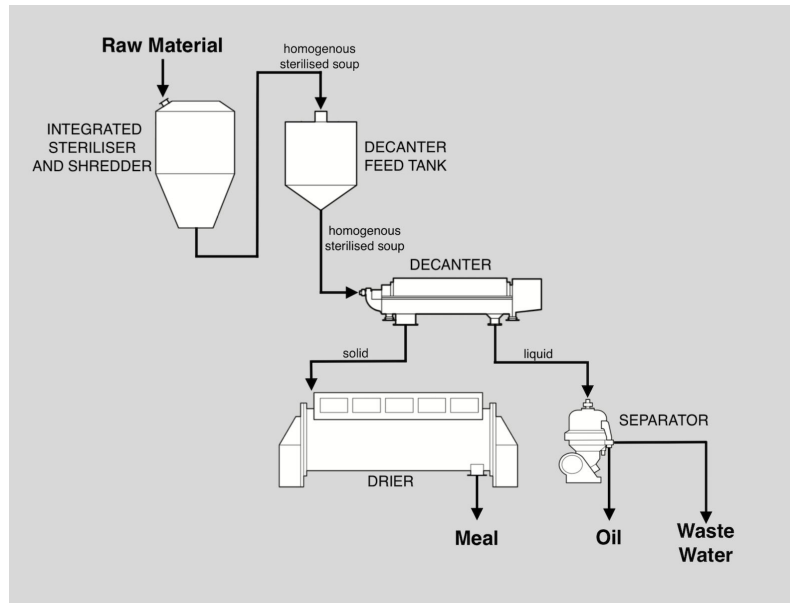 Raw Material
homogenous
sterilised soup
INTEGRATED
STERILISER
AND SHREDDER
DECANTER
FEED TANK
homogenous
sterilised soup
DECANTER
solid
liquid
SEPARATOR
DRIER
Meal
Oil
Waste
Water